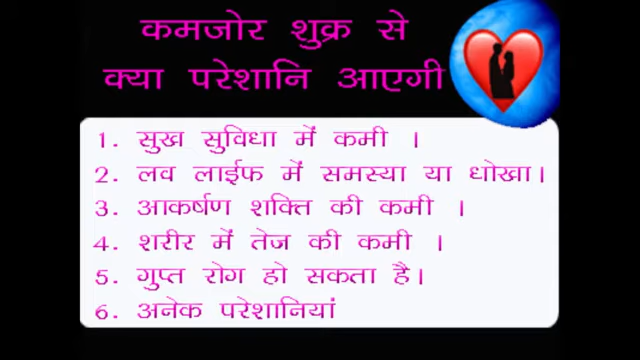 कमजोर शुक्र से
क्या परेशानि आएगी
1. सुख सुविधा में कमी ।
2. लव लाईफ में समस्या या धोखा।
3. आकर्षण शक्ति की कमी ।
4. शरीर में तेज की कमी ।
5. गुप्त रोग हो सकता है।
6. अनेक परेशानियां